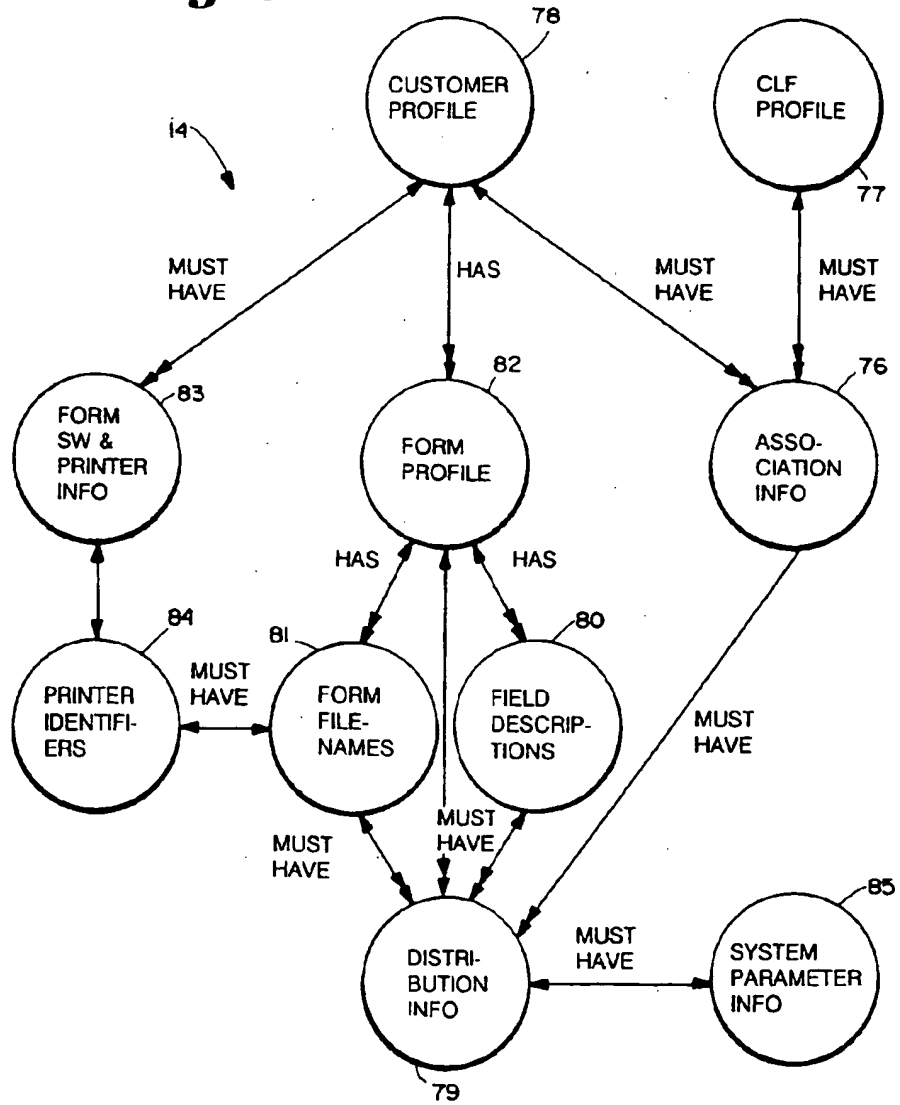 78
CUSTOMER
PROFILE
CLF
PROFILE
14
77
MUST
HAVE
HAS
MUST
HAVE
MUST
HAVE
82
76
83
FORM
SW &
PRINTER
INFO
FORM
PROFILE
ASSO-
CIATION
INFO
HAS
HAS
84
81
80
PRINTER
IDENTIFI-
ERS
MUST
HAVE
FORM
FILE-
NAMES
FIELD
DESCRIP-
TIONS
MUST
HAVE
MUST
HAVE
MUST
HAVE
85
DISTRI-
BUTION
INFO
MUST
HAVE
SYSTEM
PARAMETER
INFO
79